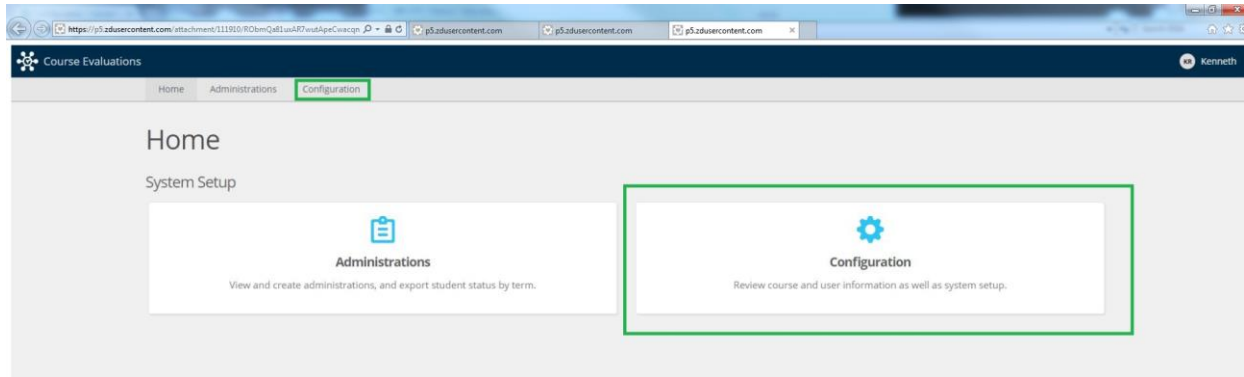 https://p5.zdusercontent.com/attachment/111910/
p5.zdusercontent.com
p5.zdusercontent.com
p5.zdusercontent.com
Course Evaluations
KR Kenneth
Home Administrations Configuration
Home
System Setup
Administrations
View and create administrations, and export student status by term.
Configuration
Review course and user information as well as system setup.